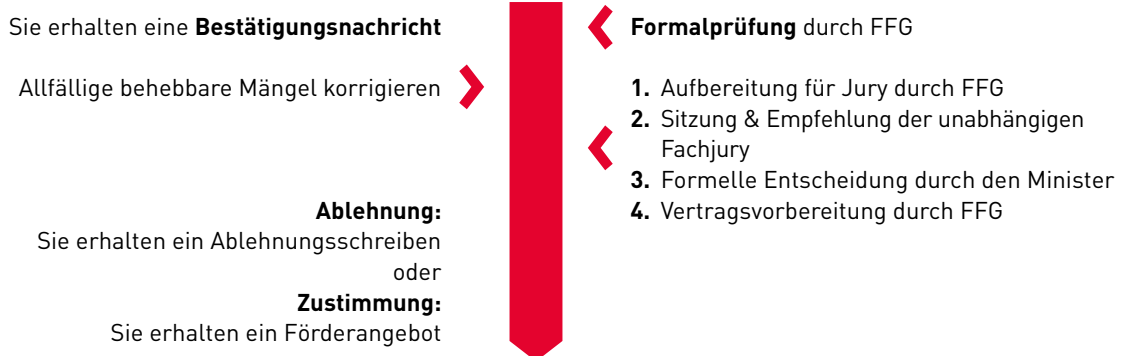 Sie erhalten eine Bestätigungsnachricht
Allfällige behebbare Mängel korrigieren
Ablehnung:
Sie erhalten ein Ablehnungsschreiben
oder
Zustimmung:
Sie erhalten ein Förderangebot
Formalprüfung durch FFG
1. Aufbereitung für Jury durch FFG
2. Sitzung & Empfehlung der unabhängigen
Fachjury
3. Formelle Entscheidung durch den Minister
4. Vertragsvorbereitung durch FFG